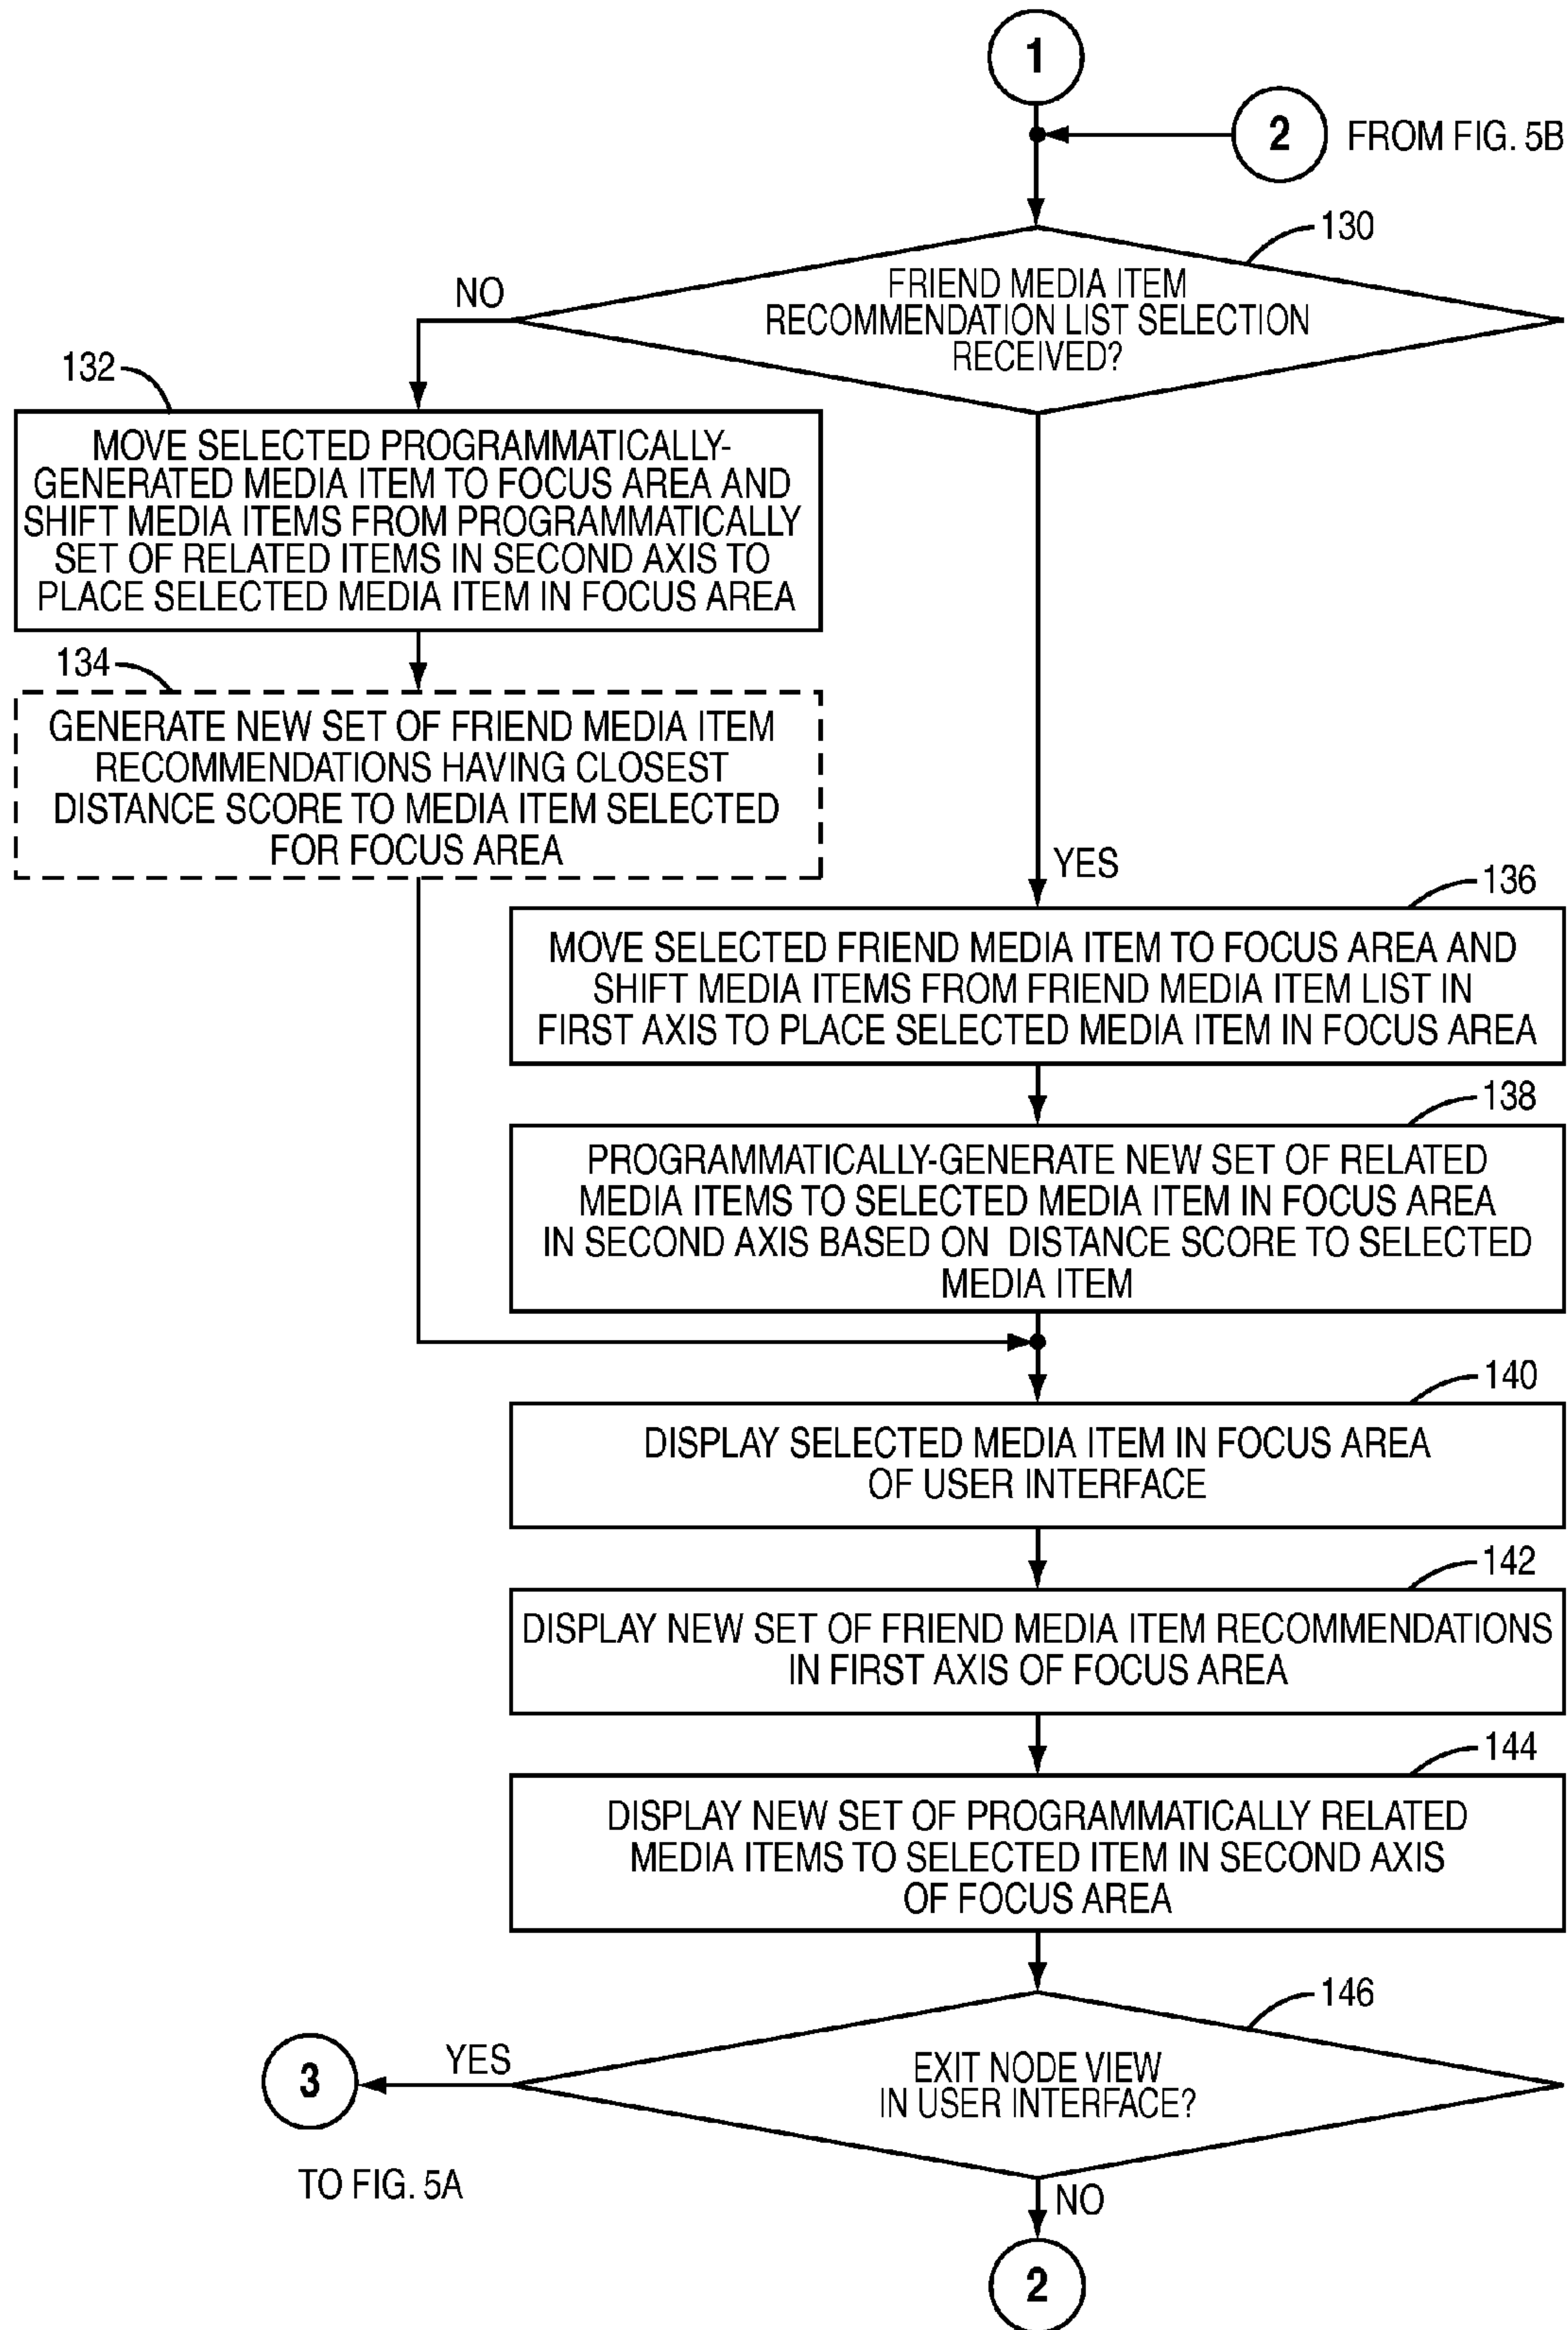 1
2 FROM FIG. 5B
130
FRIEND MEDIA ITEM
RECOMMENDATION LIST SELECTION
RECEIVED?
NO
132
MOVE SELECTED PROGRAMMATICALLY-
GENERATED MEDIA ITEM TO FOCUS AREA AND
SHIFT MEDIA ITEMS FROM PROGRAMMATICALLY
SET OF RELATED ITEMS IN SECOND AXIS TO
PLACE SELECTED MEDIA ITEM IN FOCUS AREA
134
GENERATE NEW SET OF FRIEND MEDIA ITEM
RECOMMENDATIONS HAVING CLOSEST
DISTANCE SCORE TO MEDIA ITEM SELECTED
FOR FOCUS AREA
YES
136
MOVE SELECTED FRIEND MEDIA ITEM TO FOCUS AREA AND
SHIFT MEDIA ITEMS FROM FRIEND MEDIA ITEM LIST IN
FIRST AXIS TO PLACE SELECTED MEDIA ITEM IN FOCUS AREA
138
PROGRAMMATICALLY-GENERATE NEW SET OF RELATED
MEDIA ITEMS TO SELECTED MEDIA ITEM IN FOCUS AREA
IN SECOND AXIS BASED ON DISTANCE SCORE TO SELECTED
MEDIA ITEM
140
DISPLAY SELECTED MEDIA ITEM IN FOCUS AREA
OF USER INTERFACE
142
DISPLAY NEW SET OF FRIEND MEDIA ITEM RECOMMENDATIONS
IN FIRST AXIS OF FOCUS AREA
144
DISPLAY NEW SET OF PROGRAMMATICALLY RELATED
MEDIA ITEMS TO SELECTED ITEM IN SECOND AXIS
OF FOCUS AREA
146
EXIT NODE VIEW
IN USER INTERFACE?
YES
3
TO FIG. 5A
NO
2